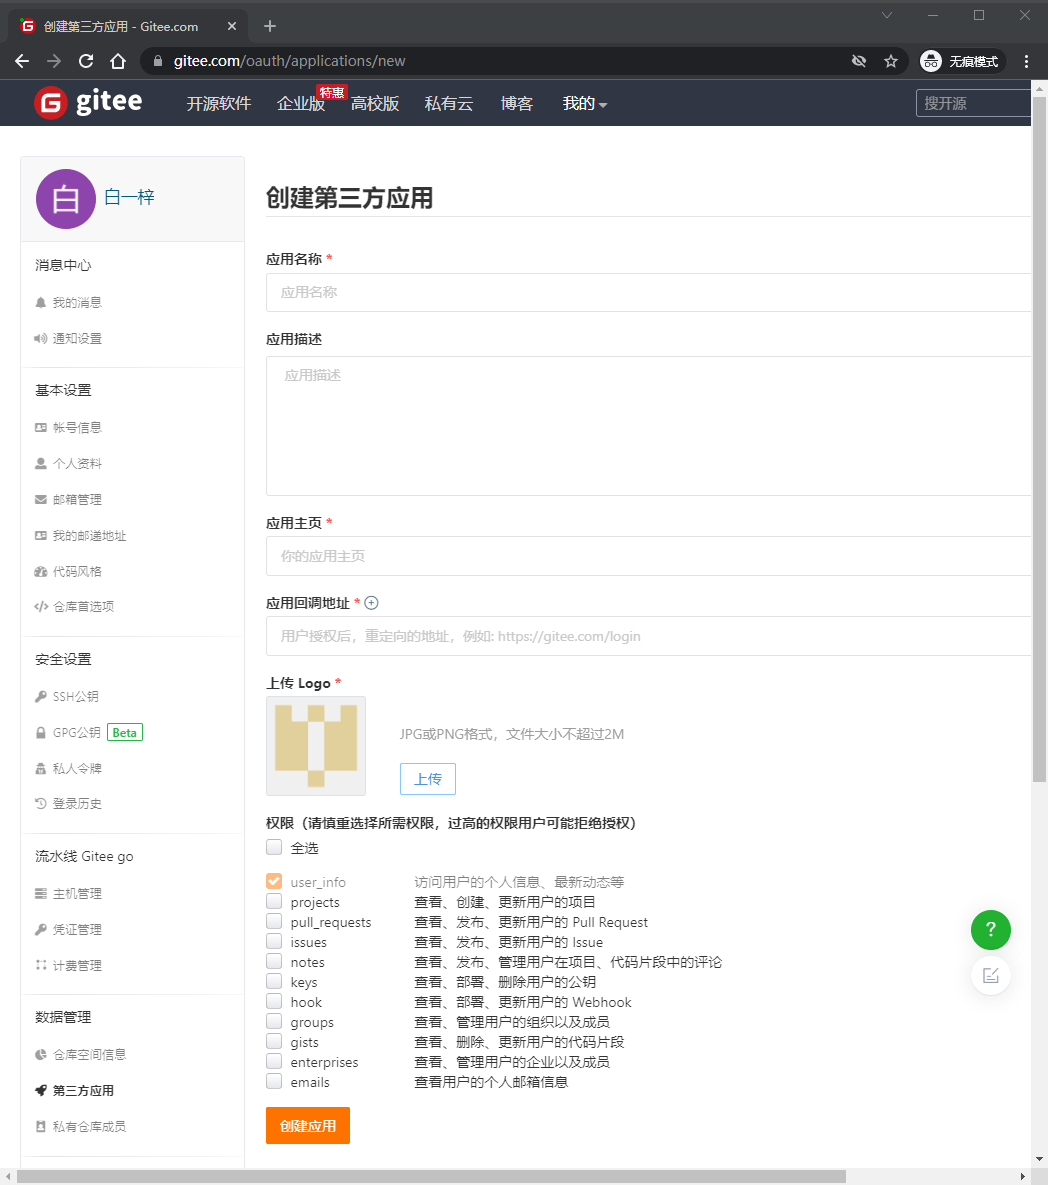 创建第三方应用 - Gitee.com
gitee.com/oauth/applications/new
无痕模式
gitee
开源软件
企业版
特惠
高校版
私有云
博客
我的
搜开源
白
白一梓
消息中心
我的消息
通知设置
基本设置
帐号信息
个人资料
邮箱管理
我的邮递地址
代码风格
仓库首选项
安全设置
SSH公钥
GPG公钥 Beta
私人令牌
登录历史
流水线 Gitee go
主机管理
凭证管理
计费管理
数据管理
仓库空间信息
第三方应用
私有仓库成员
创建第三方应用
应用名称 *
应用名称
应用描述
应用描述
应用主页 *
你的应用主页
应用回调地址 *
用户授权后，重定向的地址，例如: https://gitee.com/login
上传 Logo *
JPG或PNG格式，文件大小不超过2M
上传
权限（请慎重选择所需权限，过高的权限用户可能拒绝授权）
全选
user_info 访问用户的个人信息、最新动态等
projects 查看、创建、更新用户的项目
pull_requests 查看、发布、更新用户的 Pull Request
issues 查看、发布、更新用户的 Issue
notes 查看、发布、管理用户在项目、代码片段中的评论
keys 查看、部署、删除用户的公钥
hook 查看、部署、更新用户的 Webhook
groups 查看、管理用户的组织以及成员
gists 查看、删除、更新用户的代码片段
enterprises 查看、管理用户的企业以及成员
emails 查看用户的个人邮箱信息
创建应用
?